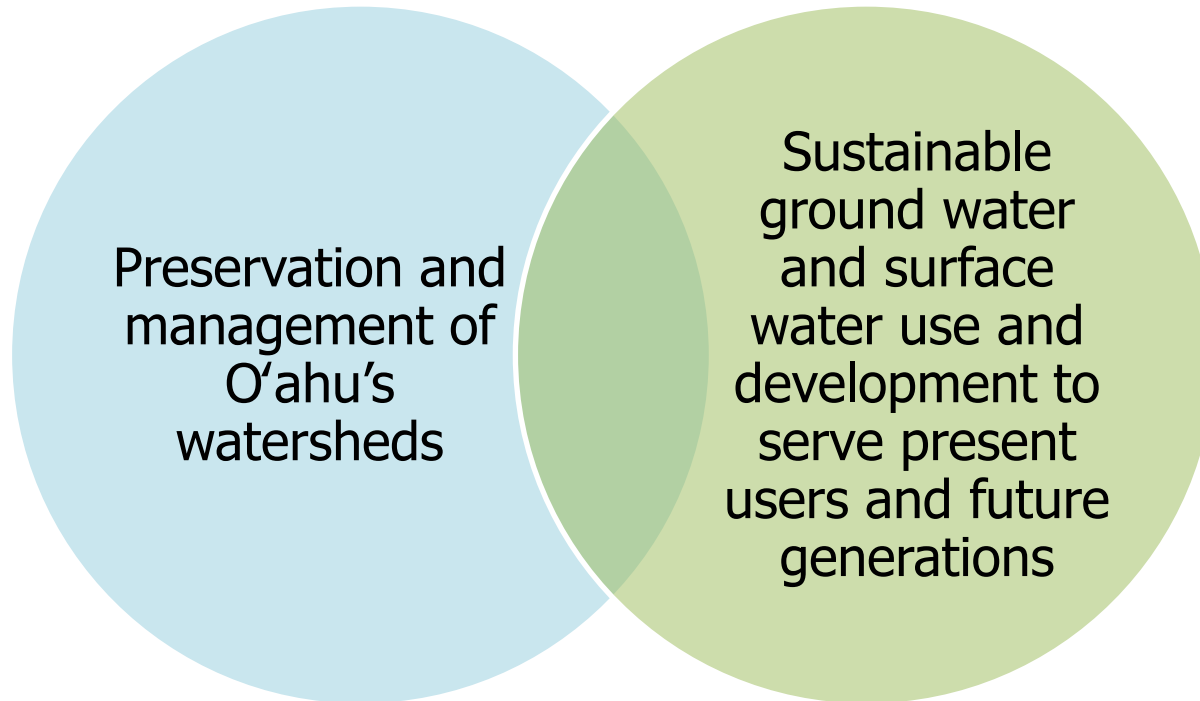 Preservation and
management of
O‘ahu’s
watersheds
Sustainable
ground water
and surface
water use and
development to
serve present
users and future
generations